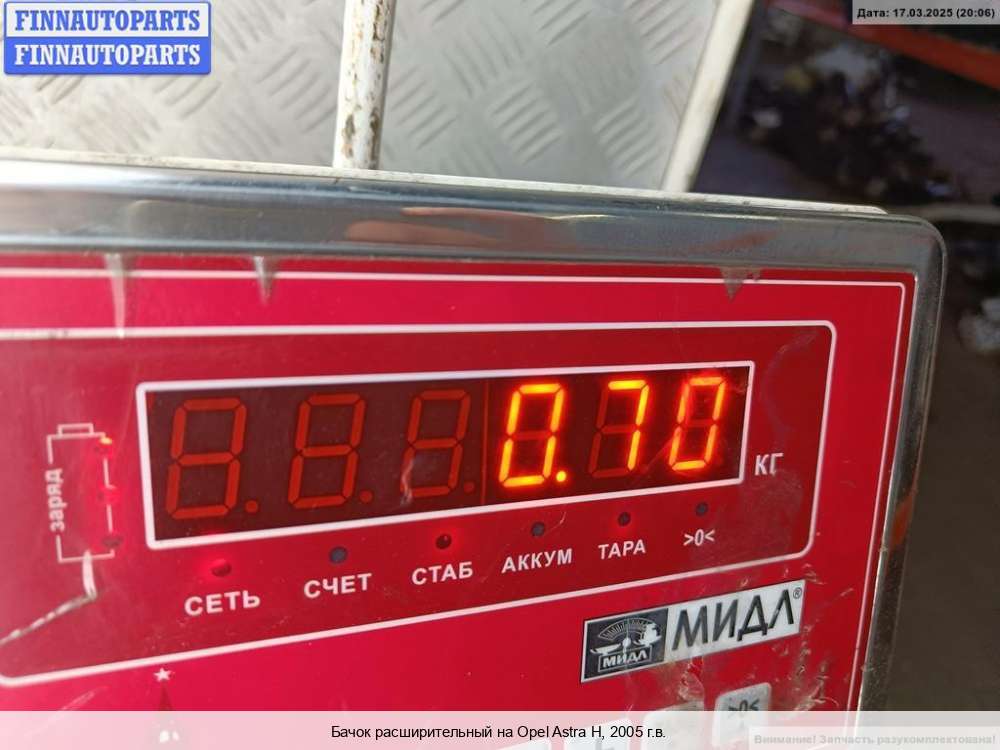 FINNAUTOPARTS
FINNAUTOPARTS
Дата: 17.03.2025 (20:06)
0.70
КГ
заряд
СЕТЬ
СЧЕТ
СТАБ
АККУМ
ТАРА
>0<
МИДЛ
МИДЛ®
>0<
Бачок расширительный на Opel Astra H, 2005 г.в.
Внимание! Запчасть разукомплектована!